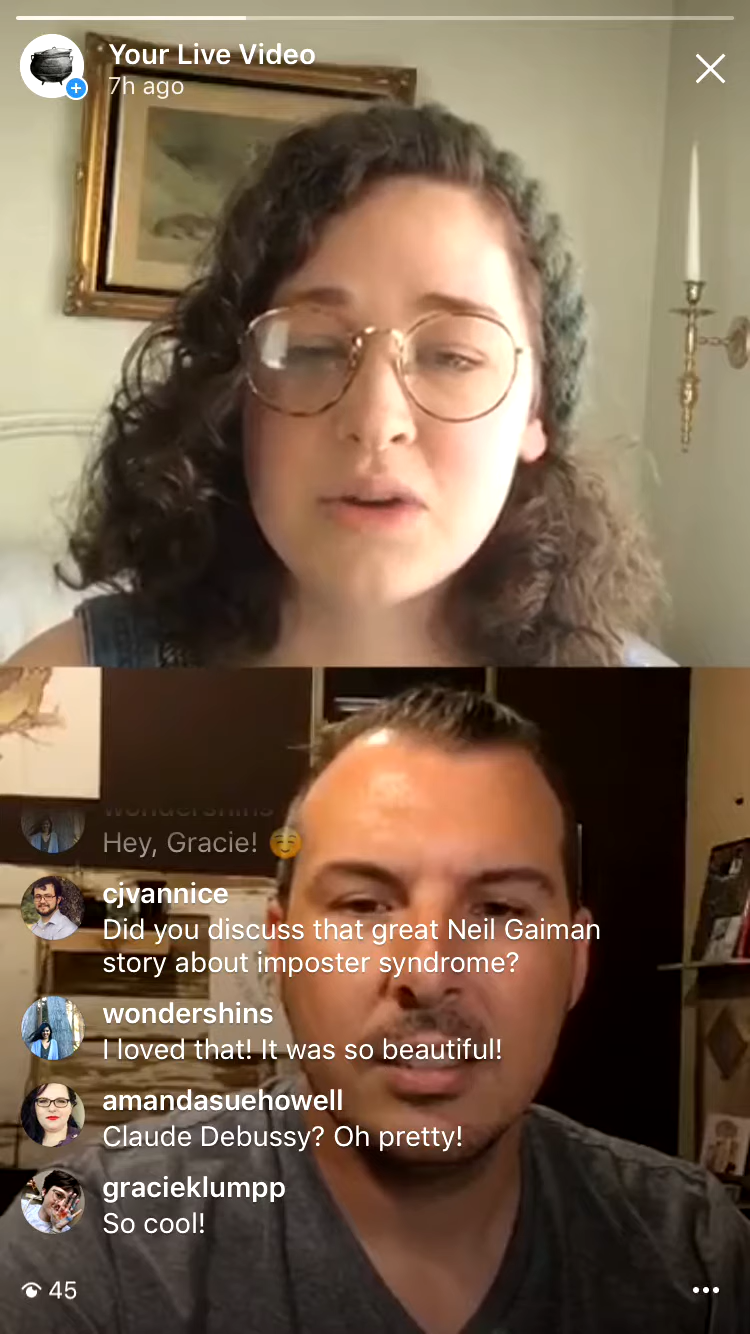 Your Live Video
7h ago
wondershins
Hey, Gracie! ☺️
cjvannice
Did you discuss that great Neil Gaiman
story about imposter syndrome?
wondershins
I loved that! It was so beautiful!
amandasuehowell
Claude Debussy? Oh pretty!
gracieklumpp
So cool!
45